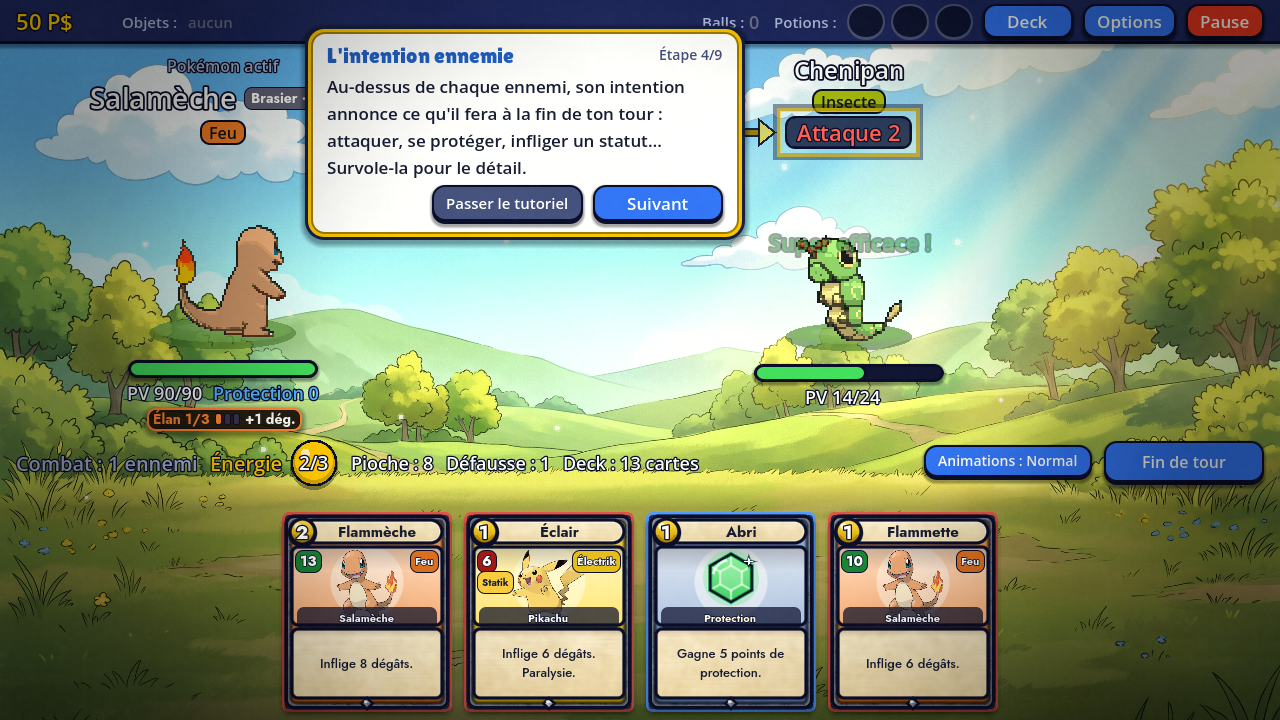 50 P$
Objets : aucun
Balls : 0
Potions :
Deck
Options
Pause
L'intention ennemie
Étape 4/9
Au-dessus de chaque ennemi, son intention
annonce ce qu'il fera à la fin de ton tour :
attaquer, se protéger, infliger un statut...
Survole-la pour le détail.
Passer le tutoriel
Suivant
Pokémon actif
Salamèche
Brasier
Feu
Chenipan
Insecte
Attaque 2
Super efficace !
PV 90/90
Protection 0
Élan 1/3
+1 dég.
PV 14/24
Combat : 1 ennemi
Énergie
2/3
Pioche : 8
Défausse : 1
Deck : 13 cartes
Animations : Normal
Fin de tour
2
Flammèche
13
Feu
Salamèche
Inflige 8 dégâts.
1
Éclair
6
Électrik
Statik
Pikachu
Inflige 6 dégâts.
Paralysie.
1
Abri
Protection
Gagne 5 points de
protection.
1
Flammette
10
Feu
Salamèche
Inflige 6 dégâts.